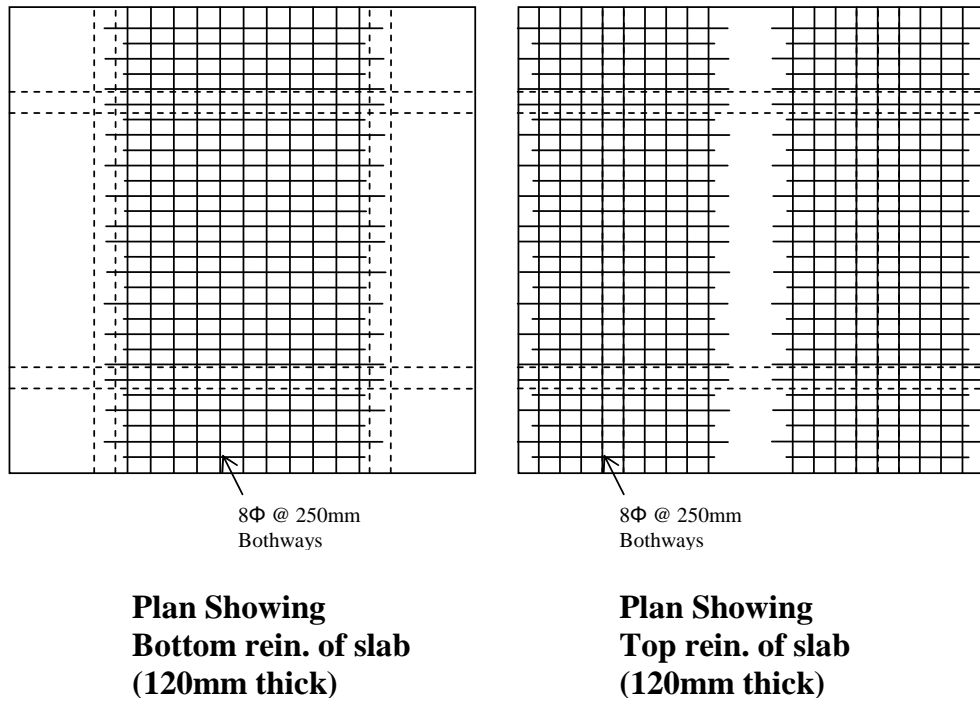 8Φ @ 250mm
Bothways
8Φ @ 250mm
Bothways
Plan Showing
Bottom rein. of slab
(120mm thick)
Plan Showing
Top rein. of slab
(120mm thick)